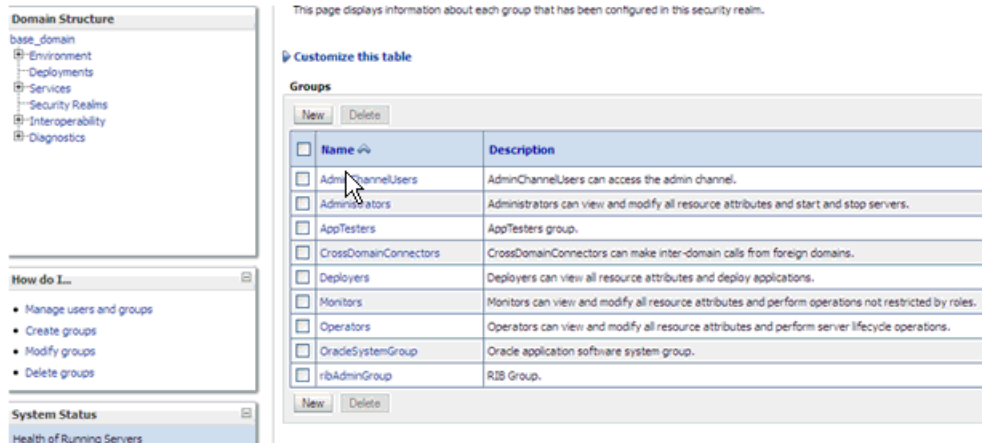 Domain Structure
base_domain
Environment
Deployments
Services
Security Realms
Interoperability
Diagnostics
How do I...
Manage users and groups
Create groups
Modify groups
Delete groups
System Status
Health of Running Servers
This page displays information about each group that has been configured in this security realm.
Customize this table
Groups
New Delete
Name Description
AdminChannelUsers AdminChannelUsers can access the admin channel.
Administrators Administrators can view and modify all resource attributes and start and stop servers.
AppTesters AppTesters group.
CrossDomainConnectors CrossDomainConnectors can make inter-domain calls from foreign domains.
Deployers Deployers can view all resource attributes and deploy applications.
Monitors Monitors can view and modify all resource attributes and perform operations not restricted by roles.
Operators Operators can view and modify all resource attributes and perform server lifecycle operations.
OracleSystemGroup Oracle application software system group.
ribAdminGroup RIB Group.
New Delete